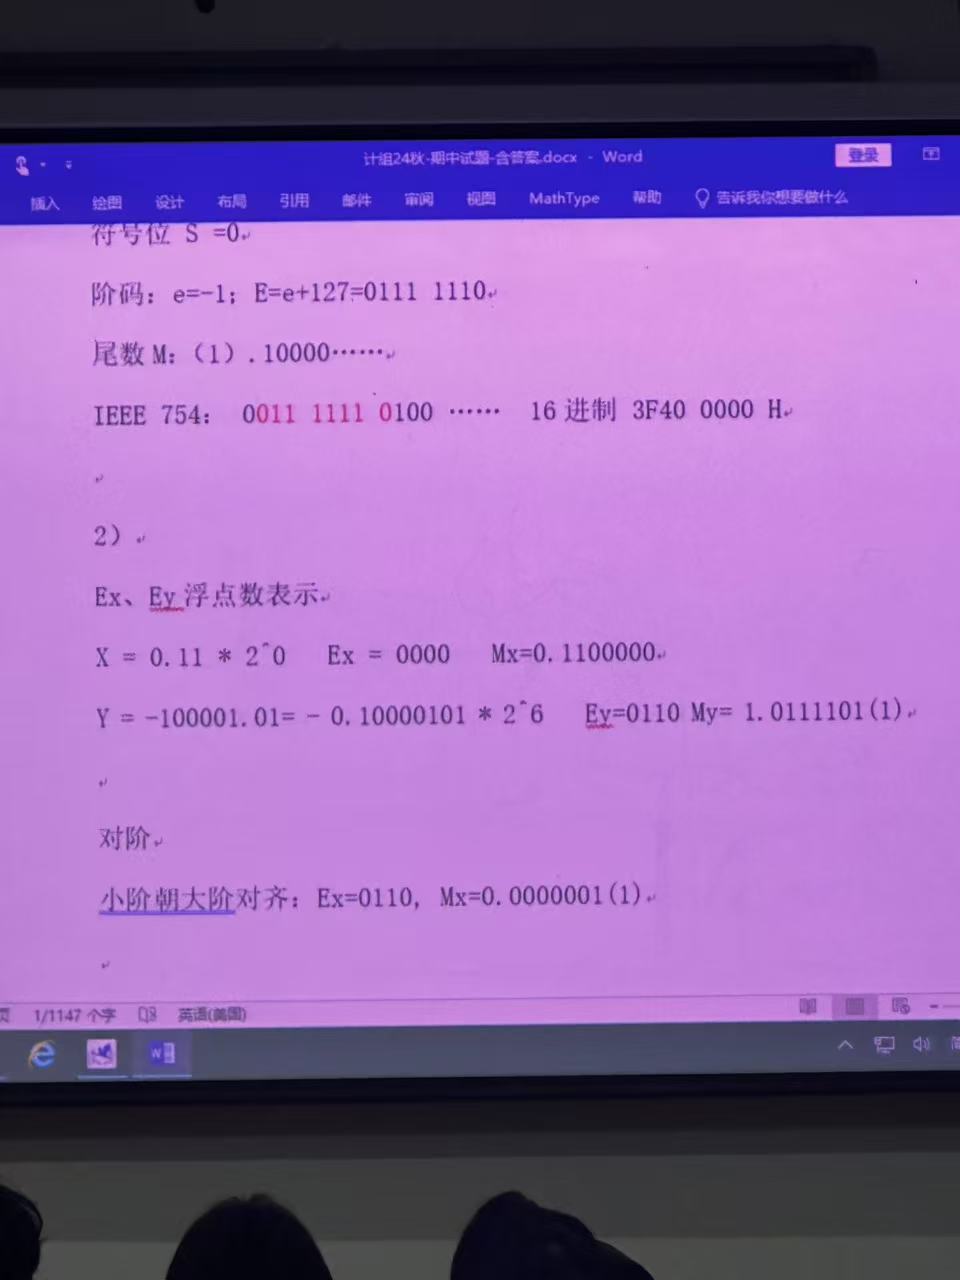 计组24秋-期中试题-含答案.docx - Word
登录
插入 绘图 设计 布局 引用 邮件 审阅 视图 MathType 帮助 告诉我你想要做什么
符号位 S =0
阶码：e=-1；E=e+127=0111 1110
尾数 M：（1）.10000……
IEEE 754： 0011 1111 0100 …… 16 进制 3F40 0000 H
2）
Ex、Ey 浮点数表示
X = 0.11 * 2^0 Ex = 0000 Mx=0.1100000
Y = -100001.01= - 0.10000101 * 2^6 Ey=0110 My= 1.0111101(1)
对阶
小阶朝大阶对齐：Ex=0110, Mx=0.0000001(1)
页 1/1147 个字 英语(美国)
W
简